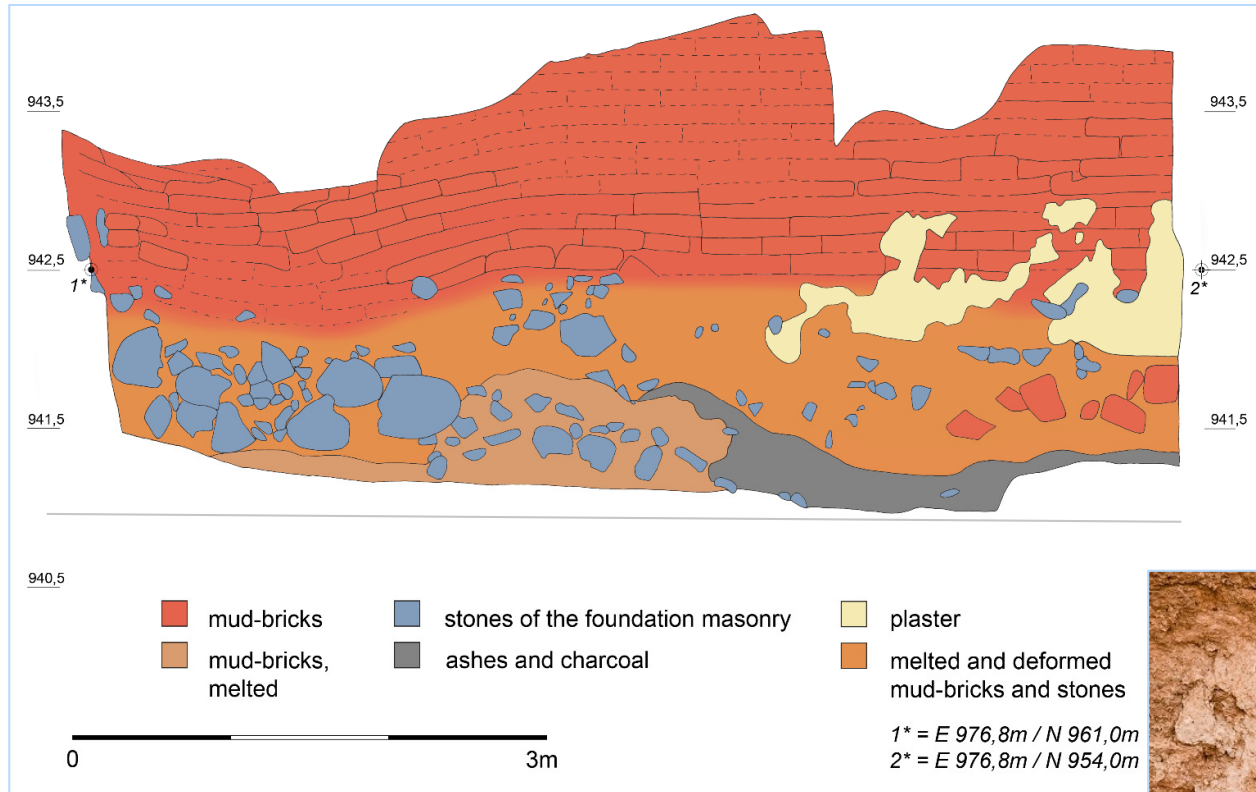 943,5
943,5
942,5
942,5
1*
2*
941,5
941,5
940,5
mud-bricks
stones of the foundation masonry
plaster
mud-bricks,
melted
ashes and charcoal
melted and deformed
mud-bricks and stones
1* = E 976,8m / N 961,0m
2* = E 976,8m / N 954,0m
0
3m